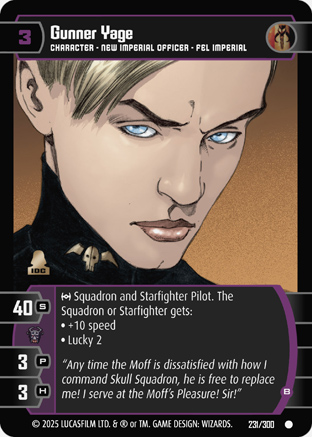 3
Gunner Yage
CHARACTER • NEW IMPERIAL OFFICER • FEL IMPERIAL
IDC
40 S
3 P
3 H
Squadron and Starfighter Pilot. The
Squadron or Starfighter gets:
• +10 speed
• Lucky 2
"Any time the Moff is dissatisfied with how I
command Skull Squadron, he is free to replace
me! I serve at the Moff's Pleasure! Sir!"
B
© 2025 LUCASFILM LTD. & ® or TM. GAME DESIGN: WIZARDS.
231/300